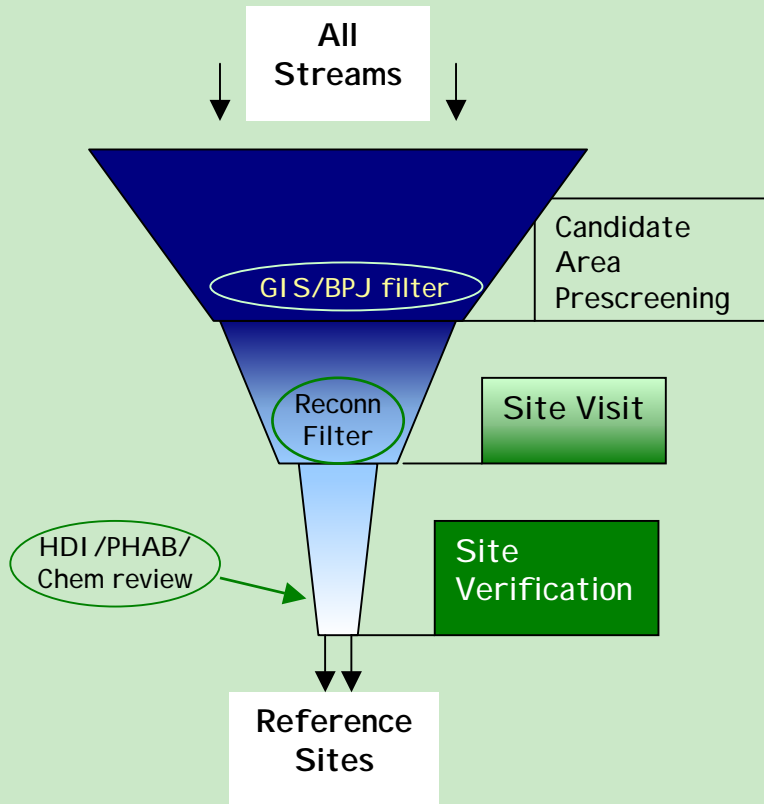 All
Streams
GIS/BPJ filter
Candidate
Area
Prescreening
Reconn
Filter
Site Visit
HDI/PHAB/
Chem review
Site
Verification
Reference
Sites